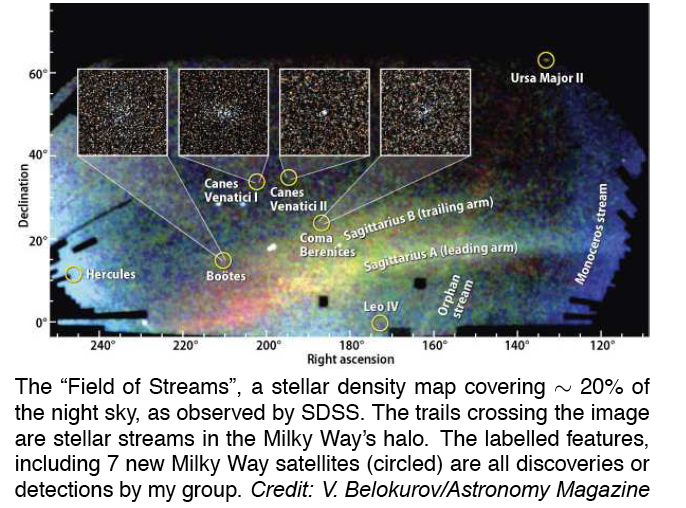 60°
Ursa Major II
40°
Canes
Venatici I
Canes
Venatici II
Declination
Sagittarius B (trailing arm)
Coma
Berenices
Sagittarius A (leading arm)
Monoceros stream
20°
Hercules
Boötes
Leo IV
Orphan
stream
0°
240° 220° 200° 180° 160° 140° 120°
Right ascension
The “Field of Streams”, a stellar density map covering ∼ 20% of
the night sky, as observed by SDSS. The trails crossing the image
are stellar streams in the Milky Way’s halo. The labelled features,
including 7 new Milky Way satellites (circled) are all discoveries or
detections by my group. Credit: V. Belokurov/Astronomy Magazine